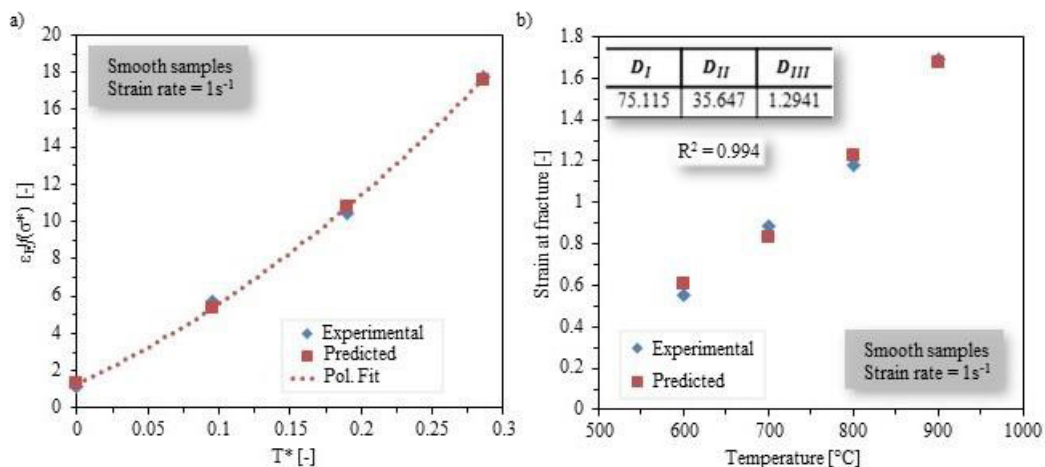 a)
Smooth samples
Strain rate = 1s⁻¹
εF/f(σ*) [-]
20
18
16
14
12
10
8
6
4
2
0
Experimental
Predicted
Pol. Fit
0 0.05 0.1 0.15 0.2 0.25 0.3
T* [-]
b)
Strain at fracture [-]
1.8
1.6
1.4
1.2
1
0.8
0.6
0.4
0.2
0
D_I D_II D_III
75.115 35.647 1.2941
R² = 0.994
Experimental
Predicted
Smooth samples
Strain rate = 1s⁻¹
500 600 700 800 900 1000
Temperature [°C]